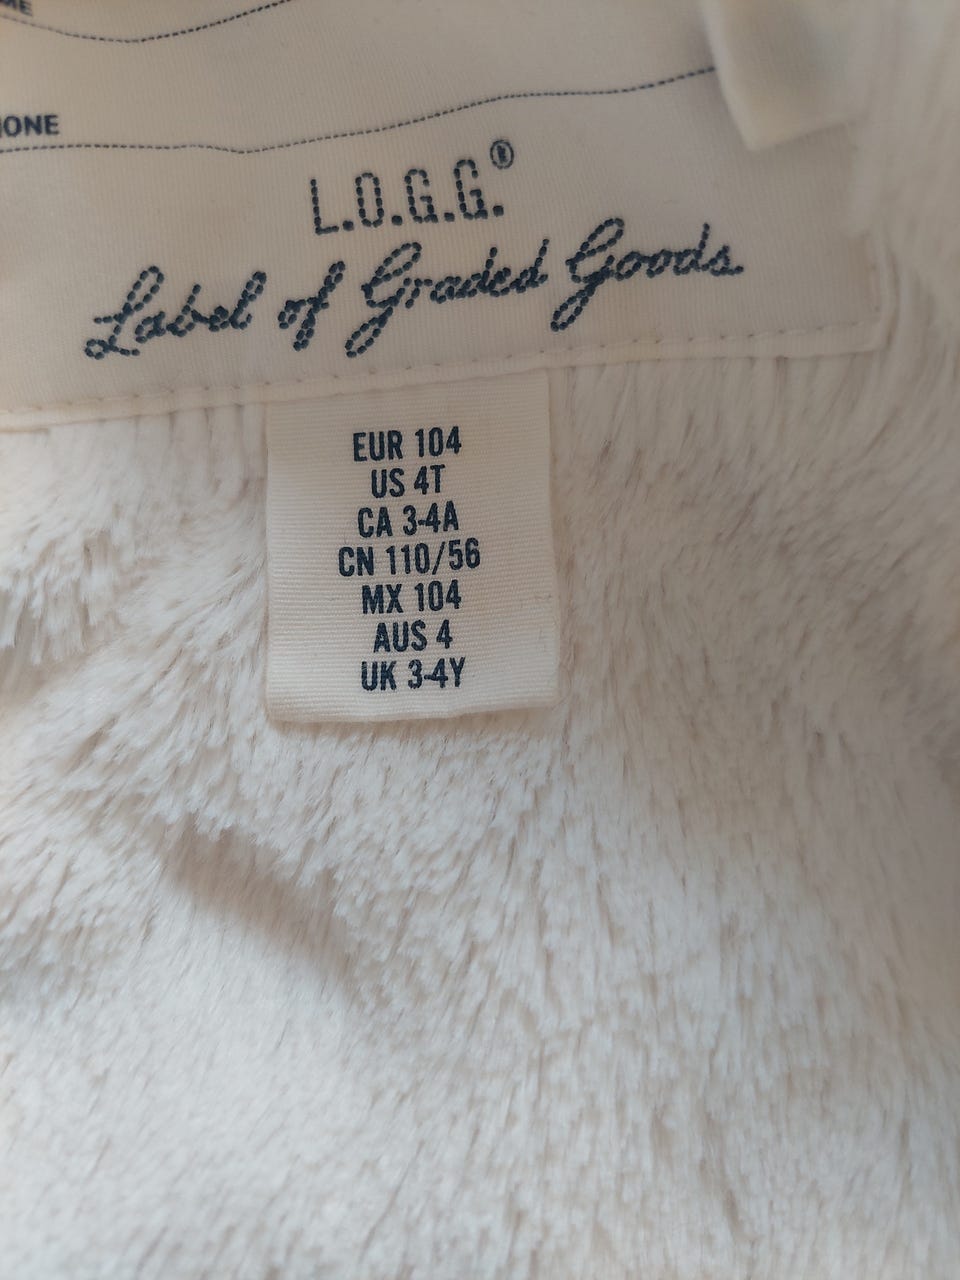 L.O.G.G.®
Label of Graded Goods
EUR 104
US 4T
CA 3-4A
CN 110/56
MX 104
AUS 4
UK 3-4Y